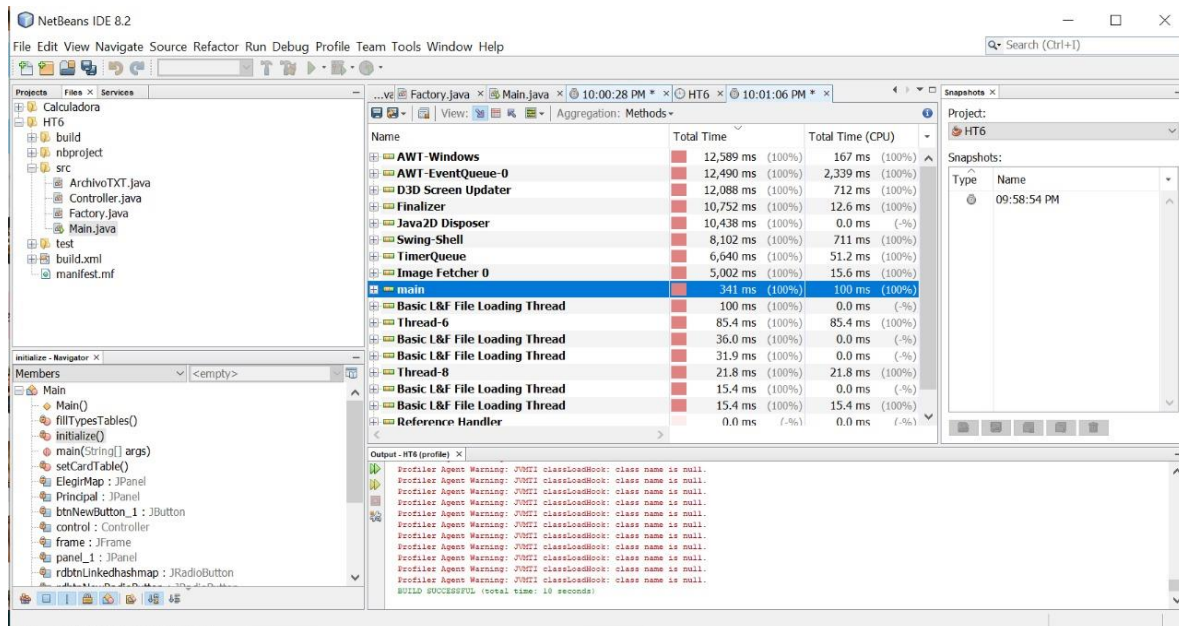 NetBeans IDE 8.2
File Edit View Navigate Source Refactor Run Debug Profile Team Tools Window Help
Search (Ctrl+I)
Projects Files Services
Calculadora
HT6
build
nbproject
src
ArchivoTXT.java
Controller.java
Factory.java
Main.java
test
build.xml
manifest.mf
initialize - Navigator
Members <empty>
Main
Main()
fillTypesTables()
initialize()
main(String[] args)
setCardTable()
ElegirMap : JPanel
Principal : JPanel
btnNewButton_1 : JButton
control : Controller
frame : JFrame
panel_1 : JPanel
rdbtnLinkedhashmap : JRadioButton
...va Factory.java Main.java 10:00:28 PM * HT6 10:01:06 PM *
View: Aggregation: Methods
Name Total Time Total Time (CPU)
AWT-Windows 12,589 ms (100%) 167 ms (100%)
AWT-EventQueue-0 12,490 ms (100%) 2,339 ms (100%)
D3D Screen Updater 12,088 ms (100%) 712 ms (100%)
Finalizer 10,752 ms (100%) 12.6 ms (100%)
Java2D Disposer 10,438 ms (100%) 0.0 ms (-%)
Swing-Shell 8,102 ms (100%) 711 ms (100%)
TimerQueue 6,640 ms (100%) 51.2 ms (100%)
Image Fetcher 0 5,002 ms (100%) 15.6 ms (100%)
main 341 ms (100%) 100 ms (100%)
Basic L&F File Loading Thread 100 ms (100%) 0.0 ms (-%)
Thread-6 85.4 ms (100%) 85.4 ms (100%)
Basic L&F File Loading Thread 36.0 ms (100%) 0.0 ms (-%)
Basic L&F File Loading Thread 31.9 ms (100%) 0.0 ms (-%)
Thread-8 21.8 ms (100%) 21.8 ms (100%)
Basic L&F File Loading Thread 15.4 ms (100%) 0.0 ms (-%)
Basic L&F File Loading Thread 15.4 ms (100%) 15.4 ms (100%)
Reference Handler 0.0 ms (-%) 0.0 ms (-%)
Output - HT6 (profile)
Profiler Agent Warning: JVMTI classLoadHook: class name is null.
Profiler Agent Warning: JVMTI classLoadHook: class name is null.
Profiler Agent Warning: JVMTI classLoadHook: class name is null.
Profiler Agent Warning: JVMTI classLoadHook: class name is null.
Profiler Agent Warning: JVMTI classLoadHook: class name is null.
Profiler Agent Warning: JVMTI classLoadHook: class name is null.
Profiler Agent Warning: JVMTI classLoadHook: class name is null.
Profiler Agent Warning: JVMTI classLoadHook: class name is null.
Profiler Agent Warning: JVMTI classLoadHook: class name is null.
Profiler Agent Warning: JVMTI classLoadHook: class name is null.
Profiler Agent Warning: JVMTI classLoadHook: class name is null.
BUILD SUCCESSFUL (total time: 18 seconds)
Snapshots
Project:
HT6
Snapshots:
Type Name
09:58:54 PM